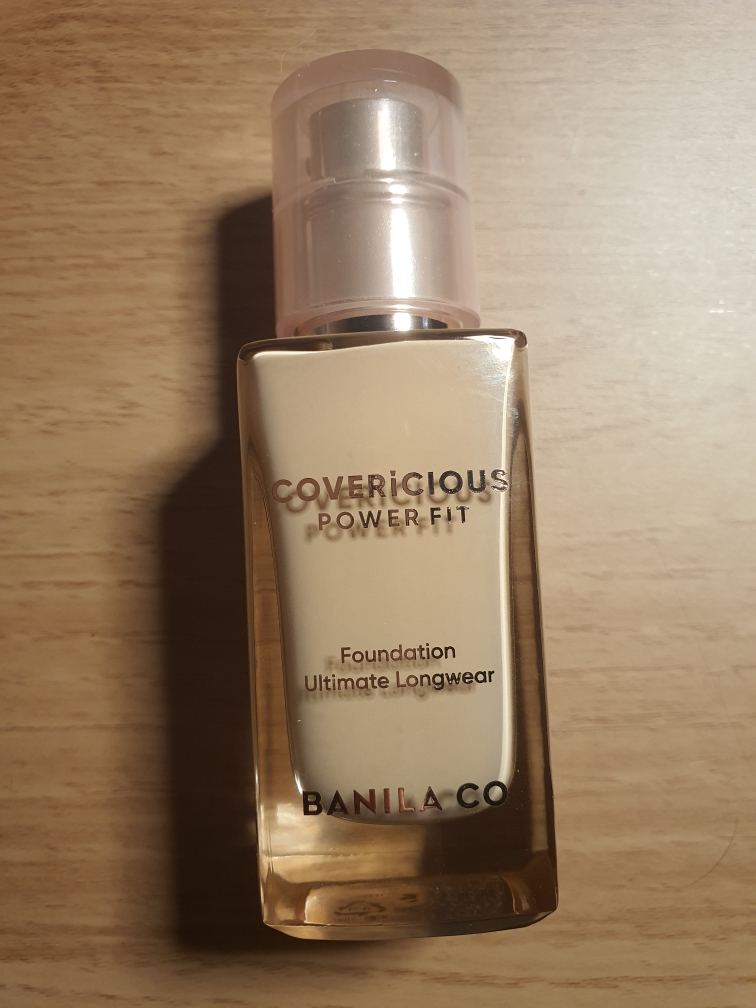 COVERiCIOUS
POWER FIT
Foundation
Ultimate Longwear
BANILA CO